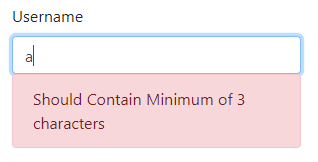 Username
a
Should Contain Minimum of 3
characters